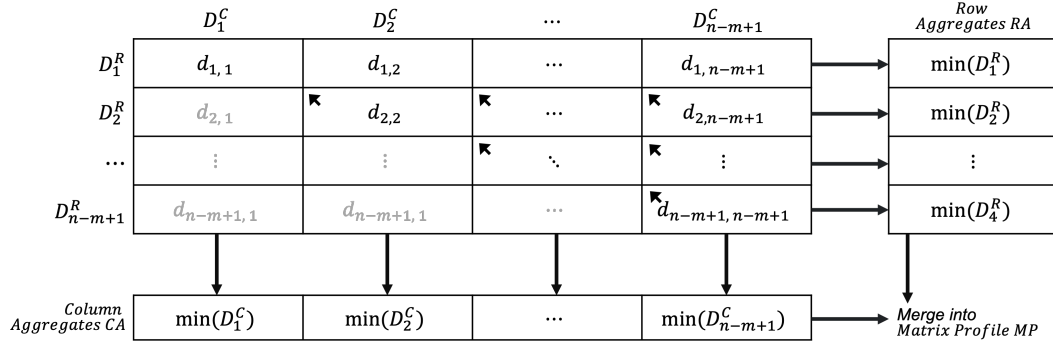 D_1^C D_2^C ... D_{n-m+1}^C Row
Aggregates RA
D_1^R d_{1,1} d_{1,2} ... d_{1,n-m+1} min(D_1^R)
D_2^R d_{2,1} d_{2,2} ... d_{2,n-m+1} min(D_2^R)
... ⋮ ⋮ ⋱ ⋮ ⋮
D_{n-m+1}^R d_{n-m+1,1} d_{n-m+1,1} ... d_{n-m+1,n-m+1} min(D_4^R)
Column
Aggregates CA
min(D_1^C) min(D_2^C) ... min(D_{n-m+1}^C)
Merge into
Matrix Profile MP